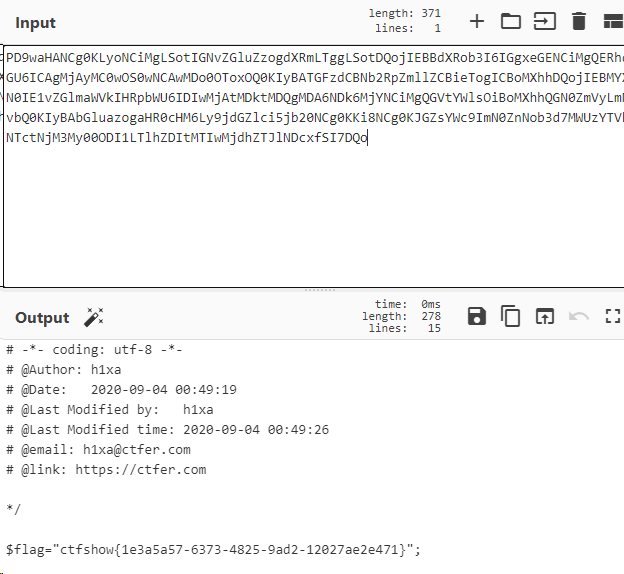 Input
length: 371
lines: 1
PD9waHANCg0KLyoNCiMgLSotIGNvZGluZzogdXRmLTggLSotDQojIEBBdXRob3I6IGgxeGENCiMgQERhd
GU6ICAgMjAyMC0wOS0wNCAwMDo0OToxOQ0KIyBATGFzdCBNb2RpZmllZCBieTogICBoMXhhDQojIEBMYX
N0IE1vZGlmaWVkIHRpbWU6IDIwMjAtMDktMDQgMDA6NDk6MjYNCiMgQGVtYWlsOiBoMXhhQGN0ZmVyLmN
vbQ0KIyBAbGluazogaHR0cHM6Ly9jdGZlci5jb20NCg0KKi8NCg0KJGZsYWc9ImN0ZnNob3d7MWUzYTVh
NTctNjM3My00ODI1LTlhZDItMTIwMjdhZTJlNDcxfSI7DQo
Output
time: 0ms
length: 278
lines: 15
# -*- coding: utf-8 -*-
# @Author: h1xa
# @Date:   2020-09-04 00:49:19
# @Last Modified by:   h1xa
# @Last Modified time: 2020-09-04 00:49:26
# @email: h1xa@ctfer.com
# @link: https://ctfer.com
*/
$flag="ctfshow{1e3a5a57-6373-4825-9ad2-12027ae2e471}";